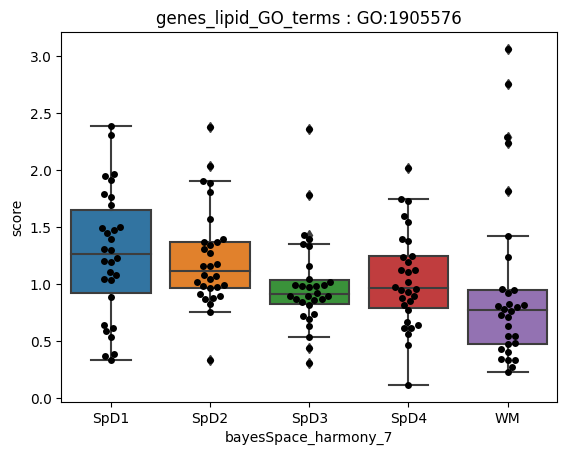 genes_lipid_GO_terms : GO:1905576
3.0
2.5
2.0
1.5
1.0
0.5
0.0
score
SpD1 SpD2 SpD3 SpD4 WM
bayesSpace_harmony_7